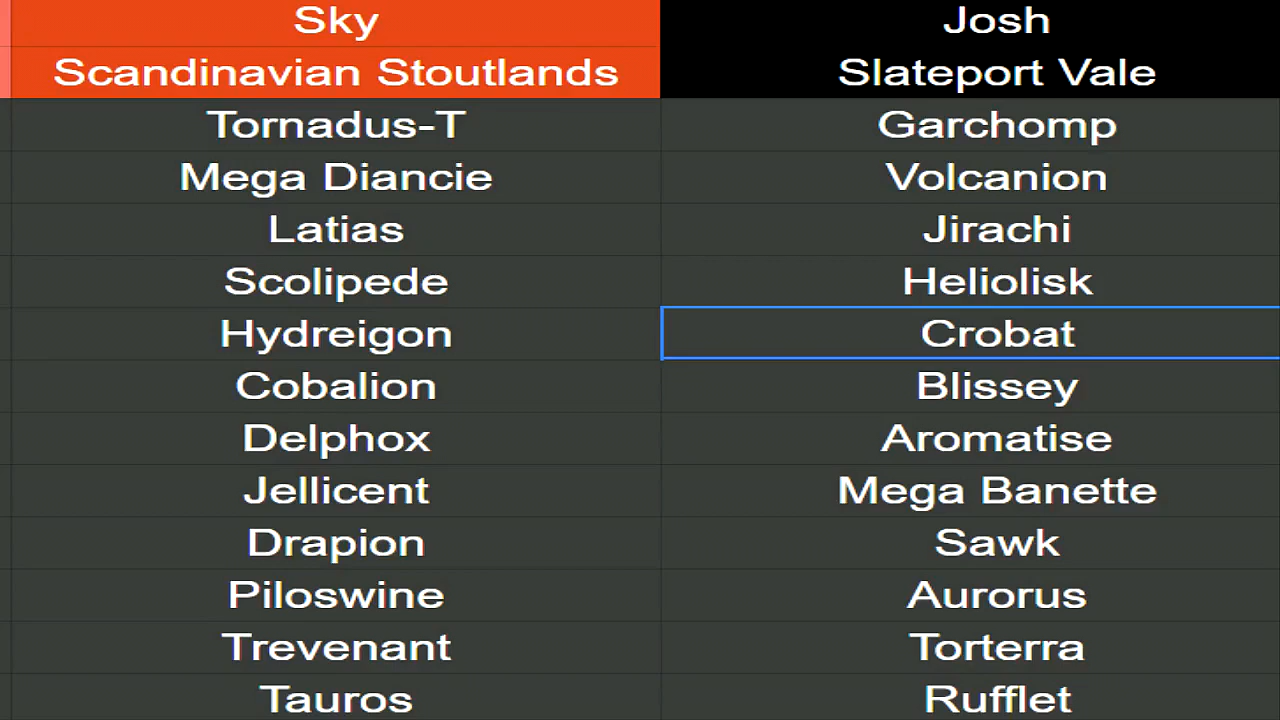 Sky Josh
Scandinavian Stoutlands Slateport Vale
Tornadus-T Garchomp
Mega Diancie Volcanion
Latias Jirachi
Scolipede Heliolisk
Hydreigon Crobat
Cobalion Blissey
Delphox Aromatise
Jellicent Mega Banette
Drapion Sawk
Piloswine Aurorus
Trevenant Torterra
Tauros Rufflet